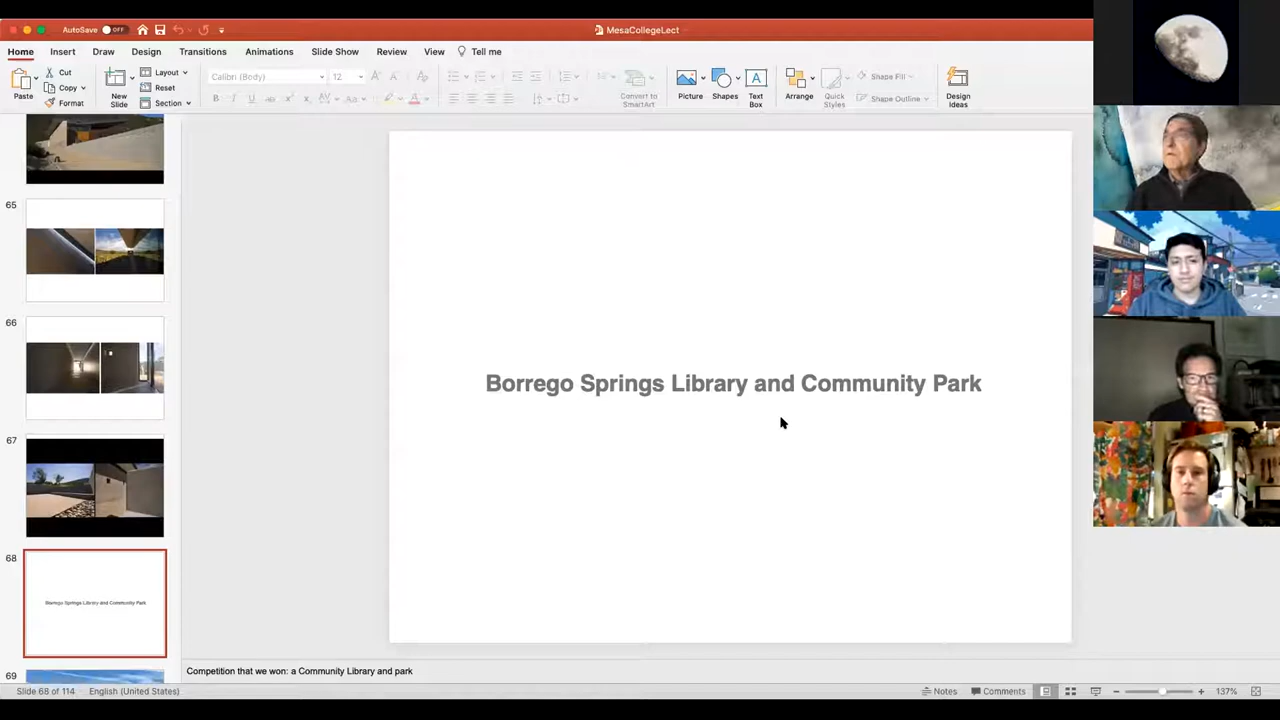 AutoSave OFF
MesaCollegeLect
Home Insert Draw Design Transitions Animations Slide Show Review View Tell me
Paste
Cut
Copy
Format
New Slide
Layout
Reset
Section
Calibri (Body) 12
Convert to SmartArt
Picture
Shapes
Text Box
Arrange
Quick Styles
Shape Fill
Shape Outline
Design Ideas
65
66
67
68
Borrego Springs Library and Community Park
69
Borrego Springs Library and Community Park
Competition that we won: a Community Library and park
Slide 68 of 114 English (United States) Notes Comments 137%